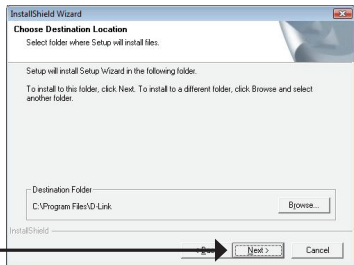 InstallShield Wizard
Choose Destination Location
Select folder where Setup will install files.
Setup will install Setup Wizard in the following folder.
To install to this folder, click Next. To install to a different folder, click Browse and select
another folder.
Destination Folder
C:\Program Files\D-Link
Browse...
InstallShield
Next >
Cancel